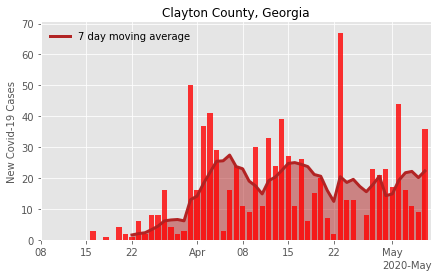 Clayton County, Georgia
7 day moving average
New Covid-19 Cases
70
60
50
40
30
20
10
0
08 15 22 Apr 08 15 22 May
2020-May